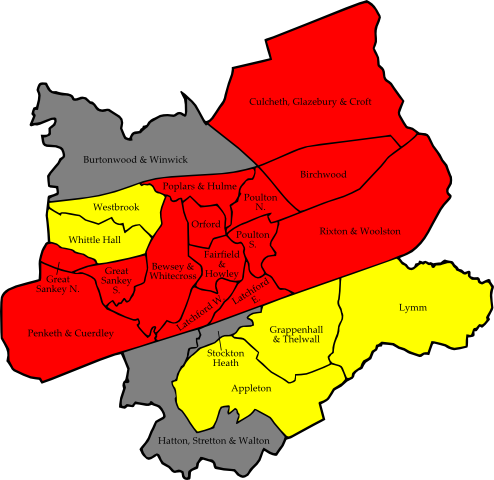 Culcheth, Glazebury & Croft
Burtonwood & Winwick
Birchwood
Poplars & Hulme
Poulton
N.
Westbrook
Orford
Rixton & Woolston
Poulton
S.
Whittle Hall
Fairfield
&
Howley
Bewsey &
Whitecross
Great
Sankey N.
Great
Sankey
S.
Latchford W.
Latchford
E.
Lymm
Penketh & Cuerdley
Grappenhall
& Thelwall
Stockton
Heath
Appleton
Hatton, Stretton & Walton